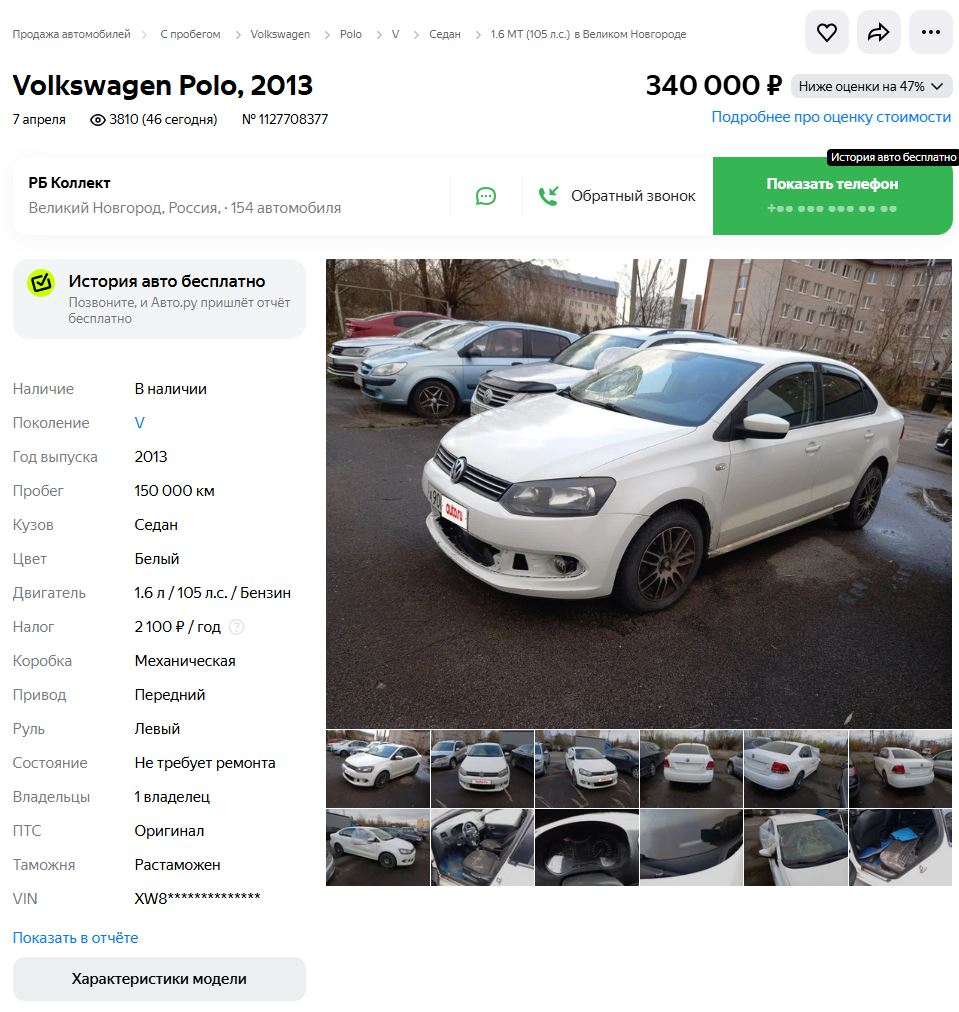 Продажа автомобилей > С пробегом > Volkswagen > Polo > V > Седан > 1.6 MT (105 л.с.) в Великом Новгороде
Volkswagen Polo, 2013
340 000 ₽ Ниже оценки на 47%
7 апреля 3810 (46 сегодня) № 1127708377
Подробнее про оценку стоимости
История авто бесплатно
РБ Коллект
Великий Новгород, Россия, · 154 автомобиля
Обратный звонок
Показать телефон
+•• ••• ••• •• ••
История авто бесплатно
Позвоните, и Авто.ру пришлёт отчёт
бесплатно
Наличие В наличии
Поколение V
Год выпуска 2013
Пробег 150 000 км
Кузов Седан
Цвет Белый
Двигатель 1.6 л / 105 л.с. / Бензин
Налог 2 100 ₽ / год ?
Коробка Механическая
Привод Передний
Руль Левый
Состояние Не требует ремонта
Владельцы 1 владелец
ПТС Оригинал
Таможня Растаможен
VIN XW8**************
Показать в отчёте
Характеристики модели
auto.ru